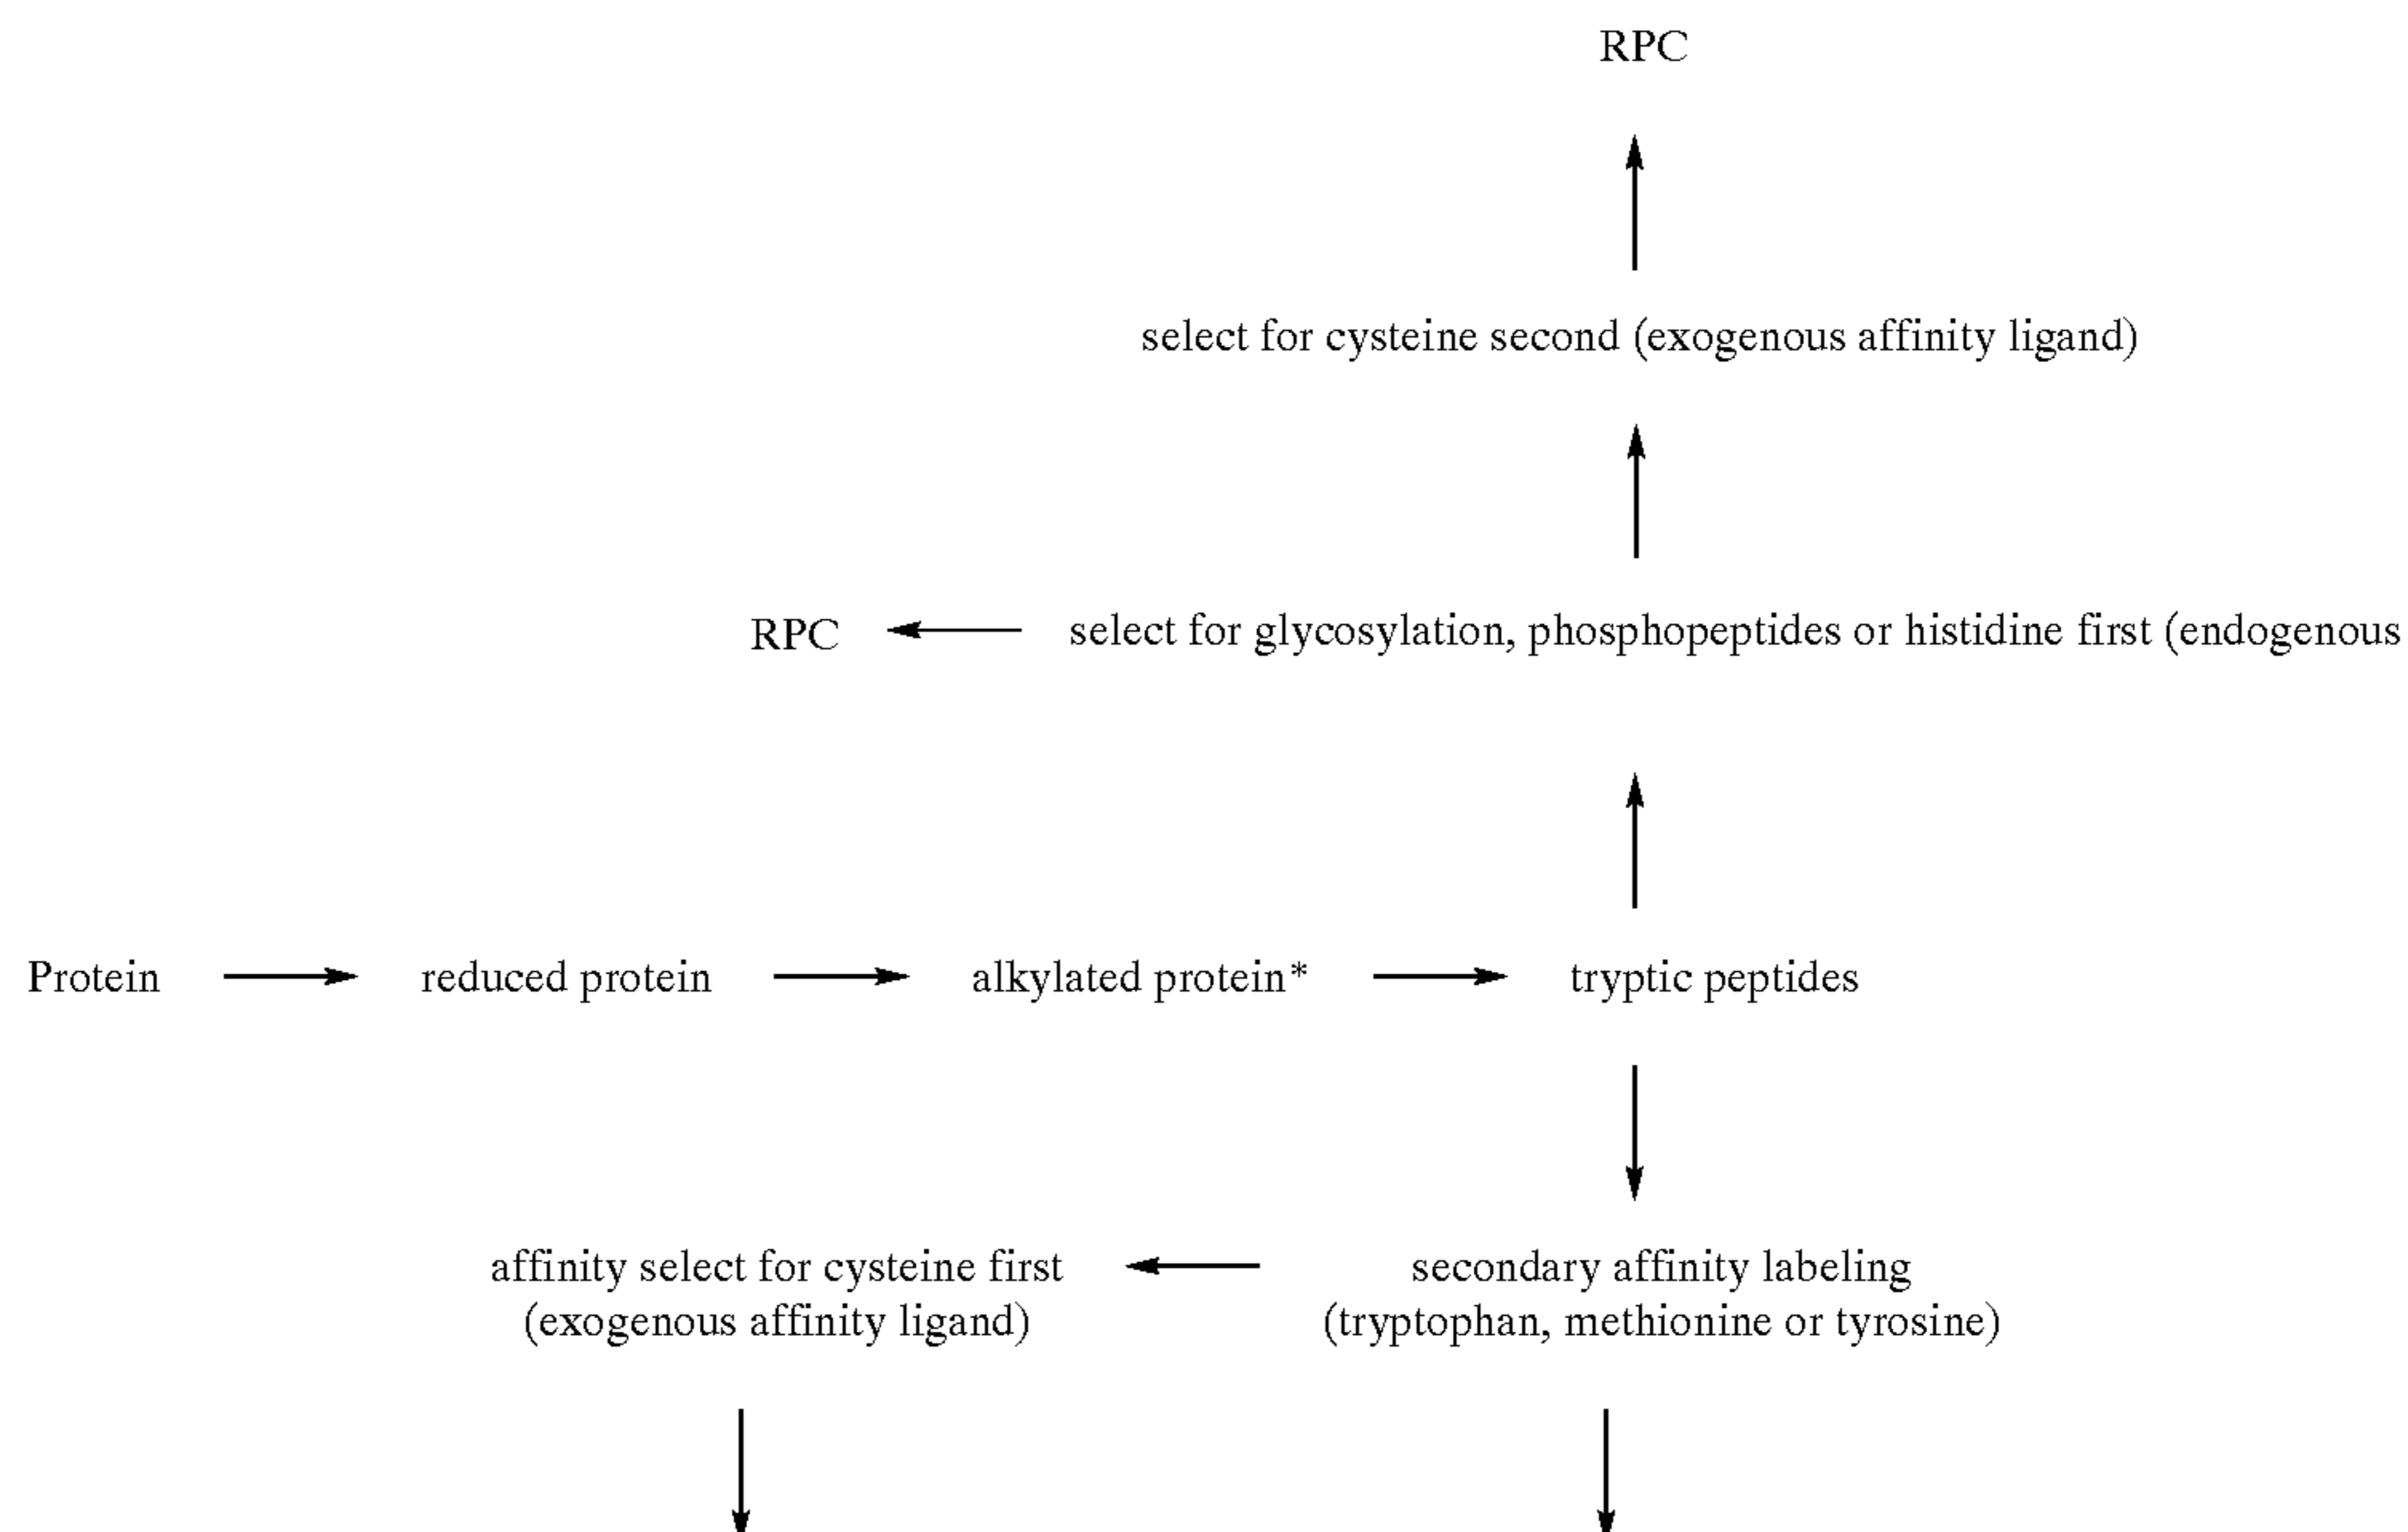 RPC
select for cysteine second (exogenous affinity ligand)
RPC
select for glycosylation, phosphopeptides or histidine first (endogenous
Protein
reduced protein
alkylated protein*
tryptic peptides
affinity select for cysteine first
(exogenous affinity ligand)
secondary affinity labeling
(tryptophan, methionine or tyrosine)